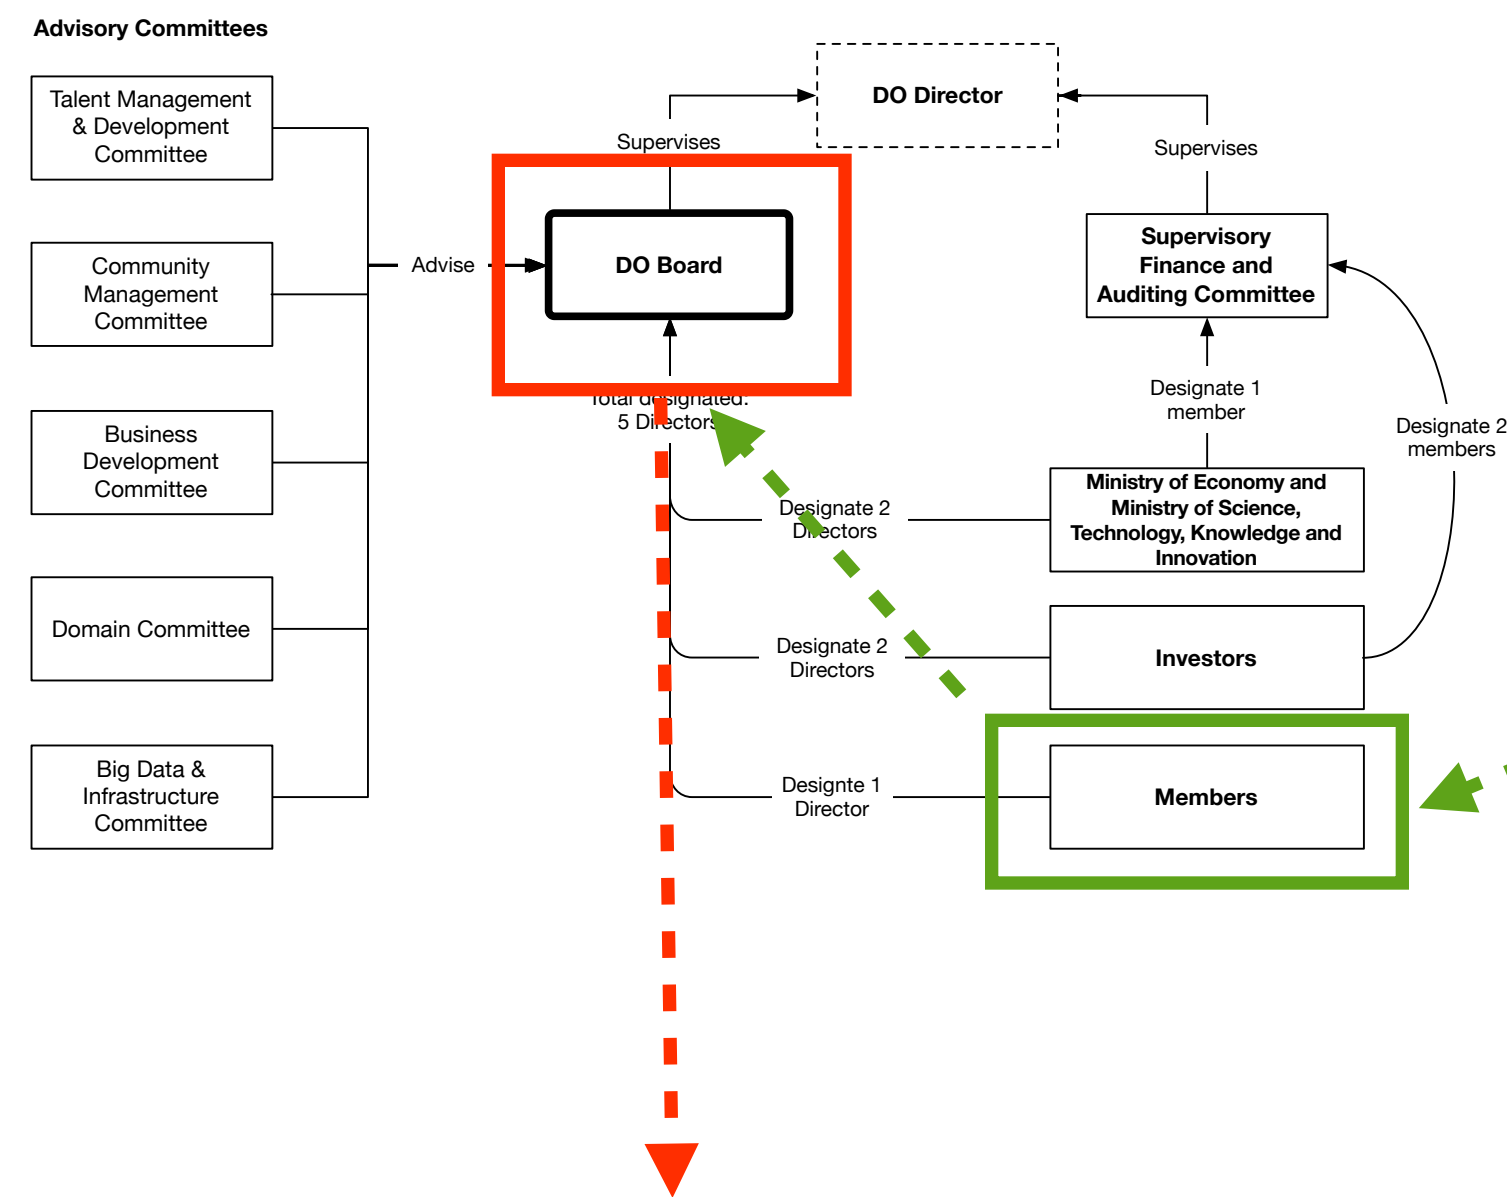 Advisory Committees
Talent Management
& Development
Committee
Community
Management
Committee
Business
Development
Committee
Domain Committee
Big Data &
Infrastructure
Committee
Advise
Supervises
DO Director
Supervises
DO Board
Supervisory
Finance and
Auditing Committee
Total designated:
5 Directors
Designate 1
member
Designate 2
members
Designate 2
Directors
Ministry of Economy and
Ministry of Science,
Technology, Knowledge and
Innovation
Designate 2
Directors
Investors
Designte 1
Director
Members